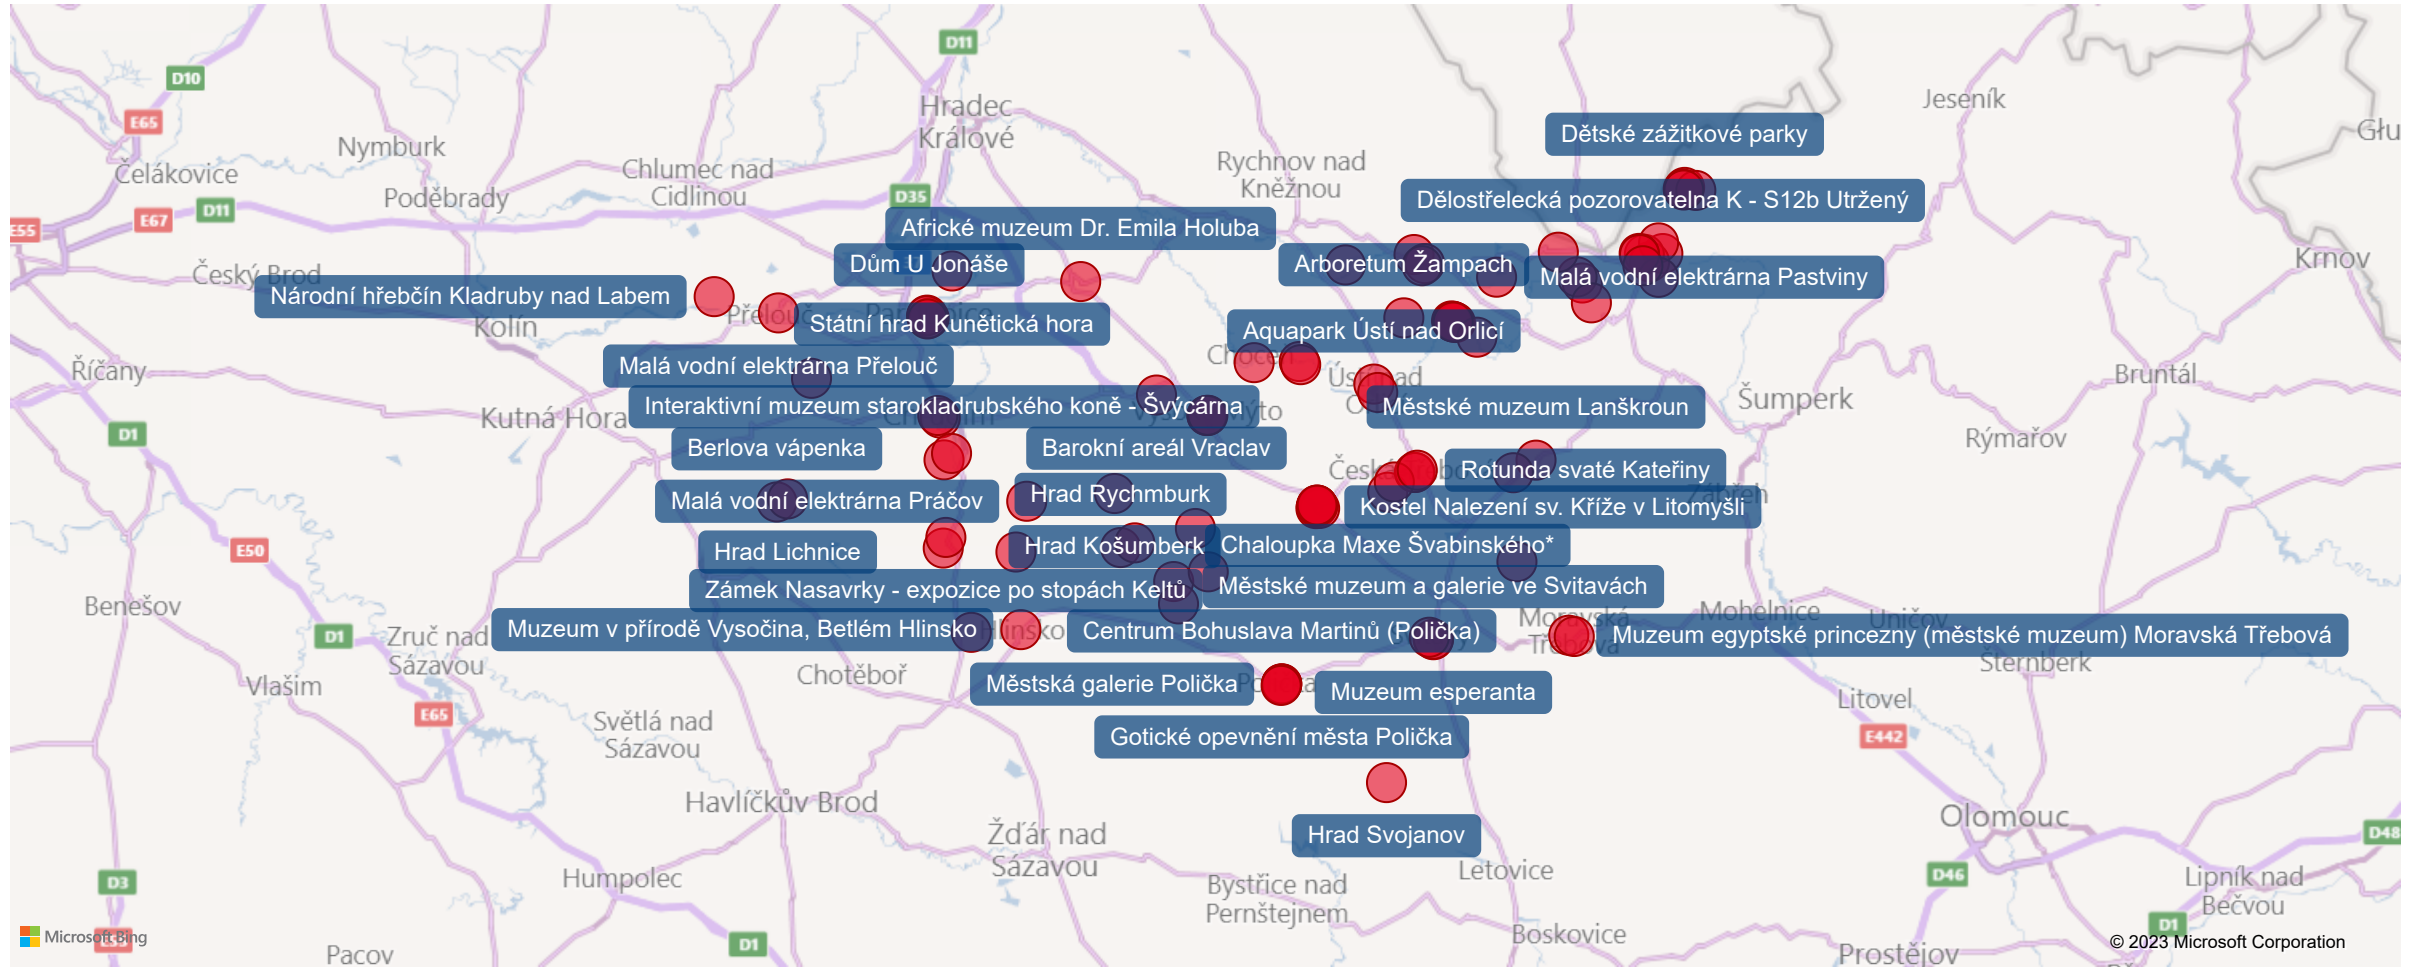 D11
D10
Hradec
Králové
Jeseník
E65
Głu
Dětské zážitkové parky
Nymburk
Čelákovice
Chlumec nad
Cidlinou
Rychnov nad
Kněžnou
Poděbrady
D35
Dělostřelecká pozorovatelna K - S12b Utržený
D11
E67
E55
Africké muzeum Dr. Emila Holuba
Dům U Jonáše
Arboretum Žampach
Krnov
Český Brod
Malá vodní elektrárna Pastviny
Národní hřebčín Kladruby nad Labem
Přelouč
Státní hrad Kunětická hora
Kolín
Aquapark Ústí nad Orlicí
Choceň
Malá vodní elektrárna Přelouč
Říčany
Bruntál
Šumperk
Interaktivní muzeum starokladrubského koně - Švýcárna
Městské muzeum Lanškroun
Kutná Hora
D1
Rýmařov
Berlova vápenka
Barokní areál Vraclav
Rotunda svaté Kateřiny
Hrad Rychmburk
Zábřeh
Malá vodní elektrárna Práčov
Kostel Nalezení sv. Kříže v Litomyšli
E50
Hrad Lichnice
Hrad Košumberk
Chaloupka Maxe Švabinského*
Zámek Nasavrky - expozice po stopách Keltů
Městské muzeum a galerie ve Svitavách
Benešov
Mohelnice
Uničov
Moravská
Třebová
D1
Zruč nad
Sázavou
Muzeum v přírodě Vysočina, Betlém Hlinsko
Hlinsko
Centrum Bohuslava Martinů (Polička)
Muzeum egyptské princezny (městské muzeum) Moravská Třebová
Šternberk
Chotěboř
Vlašim
Městská galerie Polička
Muzeum esperanta
Litovel
E65
Světlá nad
Sázavou
Gotické opevnění města Polička
E442
Havlíčkův Brod
Olomouc
Žďár nad
Sázavou
Hrad Svojanov
D48
Letovice
D3
Humpolec
Bystřice nad
Pernštejnem
D46
Lipník nad
Bečvou
Microsoft Bing
D1
Boskovice
D1
Pacov
Prostějov
© 2023 Microsoft Corporation